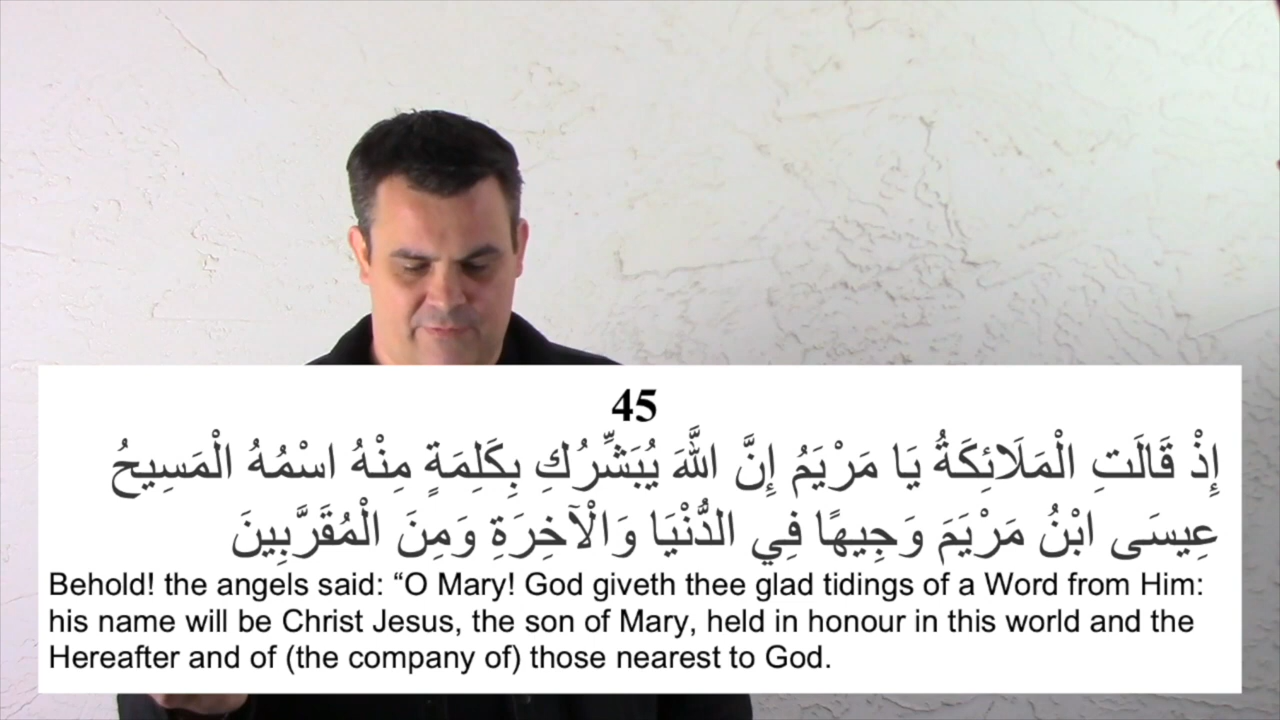 45
إِذْ قَالَتِ الْمَلَائِكَةُ يَا مَرْيَمُ إِنَّ اللَّهَ يُبَشِّرُكِ بِكَلِمَةٍ مِنْهُ اسْمُهُ الْمَسِيحُ
عِيسَى ابْنُ مَرْيَمَ وَجِيهًا فِي الدُّنْيَا وَالْآخِرَةِ وَمِنَ الْمُقَرَّبِينَ
Behold! the angels said: “O Mary! God giveth thee glad tidings of a Word from Him:
his name will be Christ Jesus, the son of Mary, held in honour in this world and the
Hereafter and of (the company of) those nearest to God.